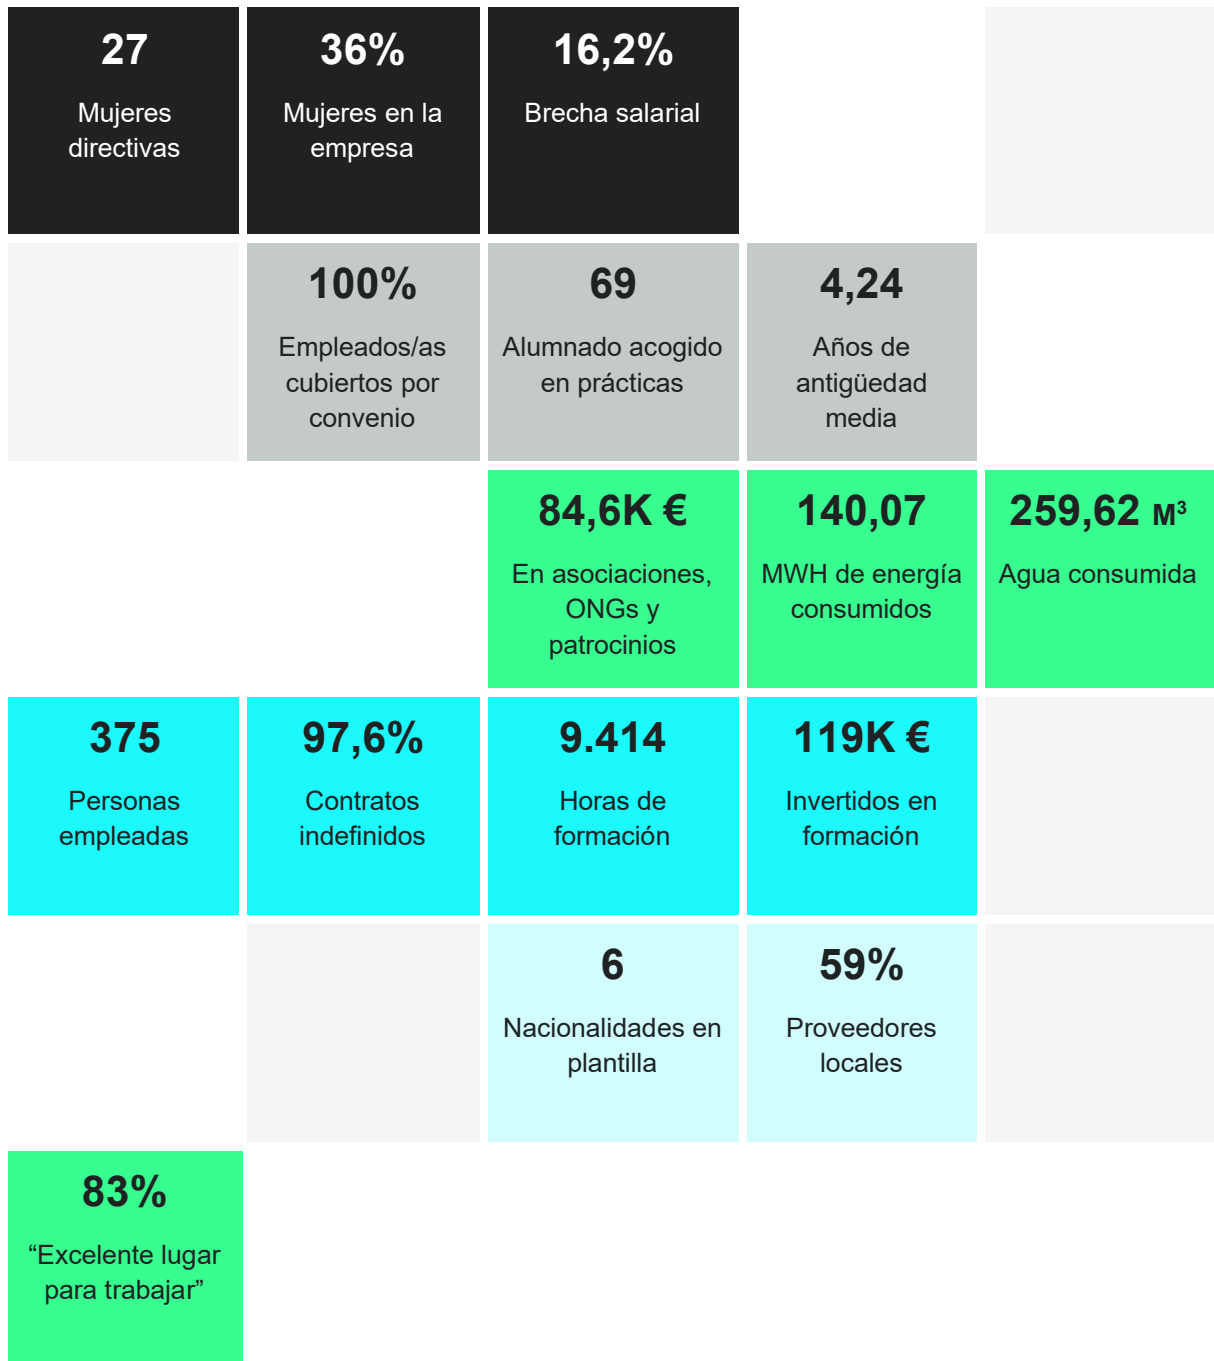 27
Mujeres
directivas
36%
Mujeres en la
empresa
16,2%
Brecha salarial
100%
Empleados/as
cubiertos por
convenio
69
Alumnado acogido
en prácticas
4,24
Años de
antigüedad
media
84,6K €
En asociaciones,
ONGs y
patrocinios
140,07
MWH de energía
consumidos
259,62 M³
Agua consumida
375
Personas
empleadas
97,6%
Contratos
indefinidos
9.414
Horas de
formación
119K €
Invertidos en
formación
6
Nacionalidades en
plantilla
59%
Proveedores
locales
83%
“Excelente lugar
para trabajar”